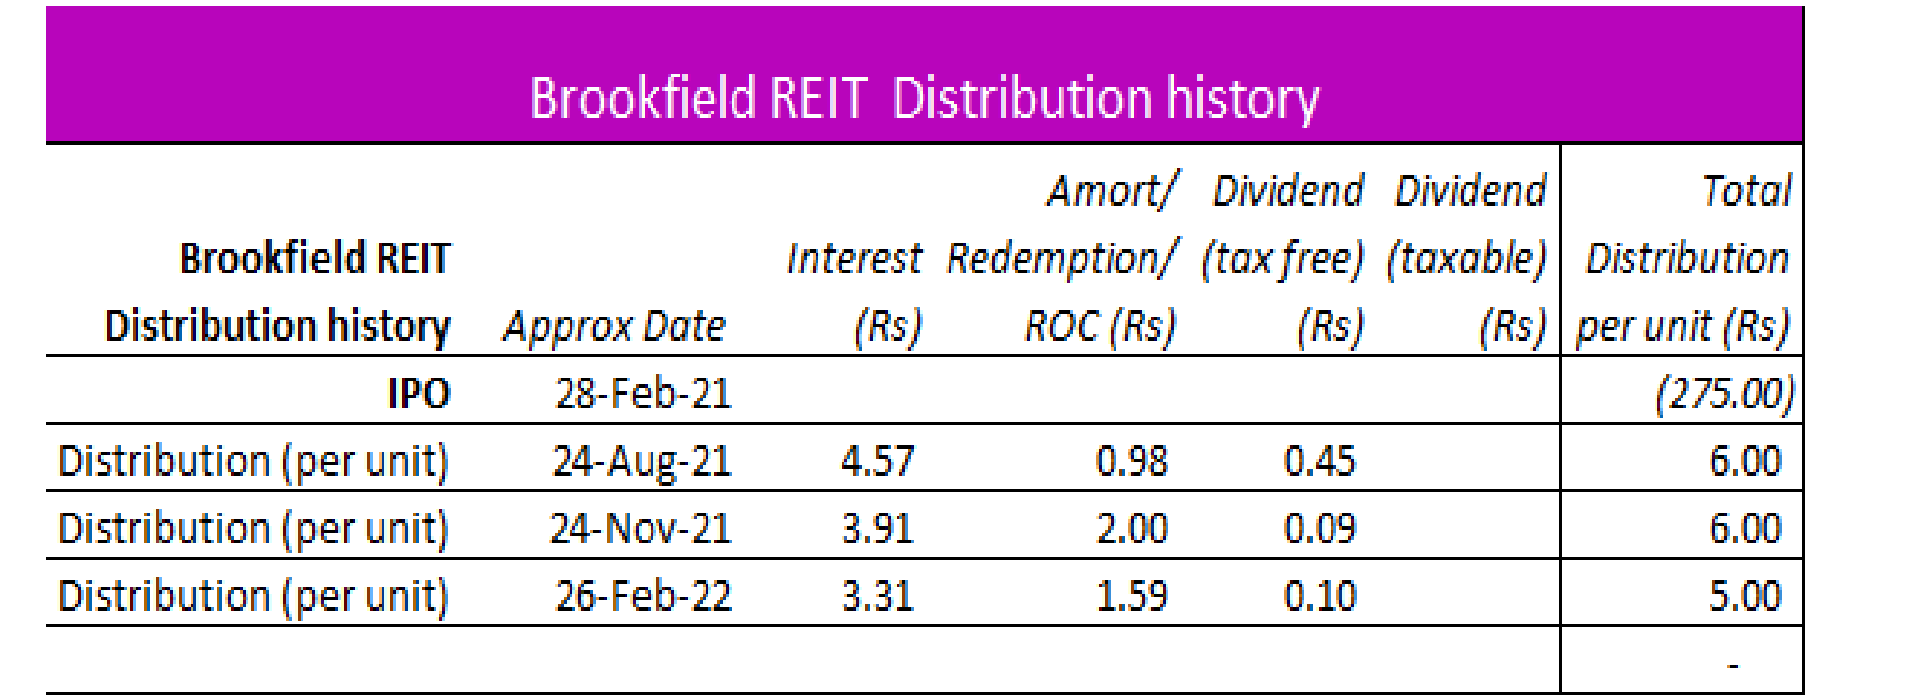 Brookfield REIT Distribution history
Amort/ Dividend Dividend Total
Brookfield REIT Interest Redemption/ (tax free) (taxable) Distribution
Distribution history Approx Date (Rs) ROC (Rs) (Rs) (Rs) per unit (Rs)
IPO 28-Feb-21 (275.00)
Distribution (per unit) 24-Aug-21 4.57 0.98 0.45 6.00
Distribution (per unit) 24-Nov-21 3.91 2.00 0.09 6.00
Distribution (per unit) 26-Feb-22 3.31 1.59 0.10 5.00
-